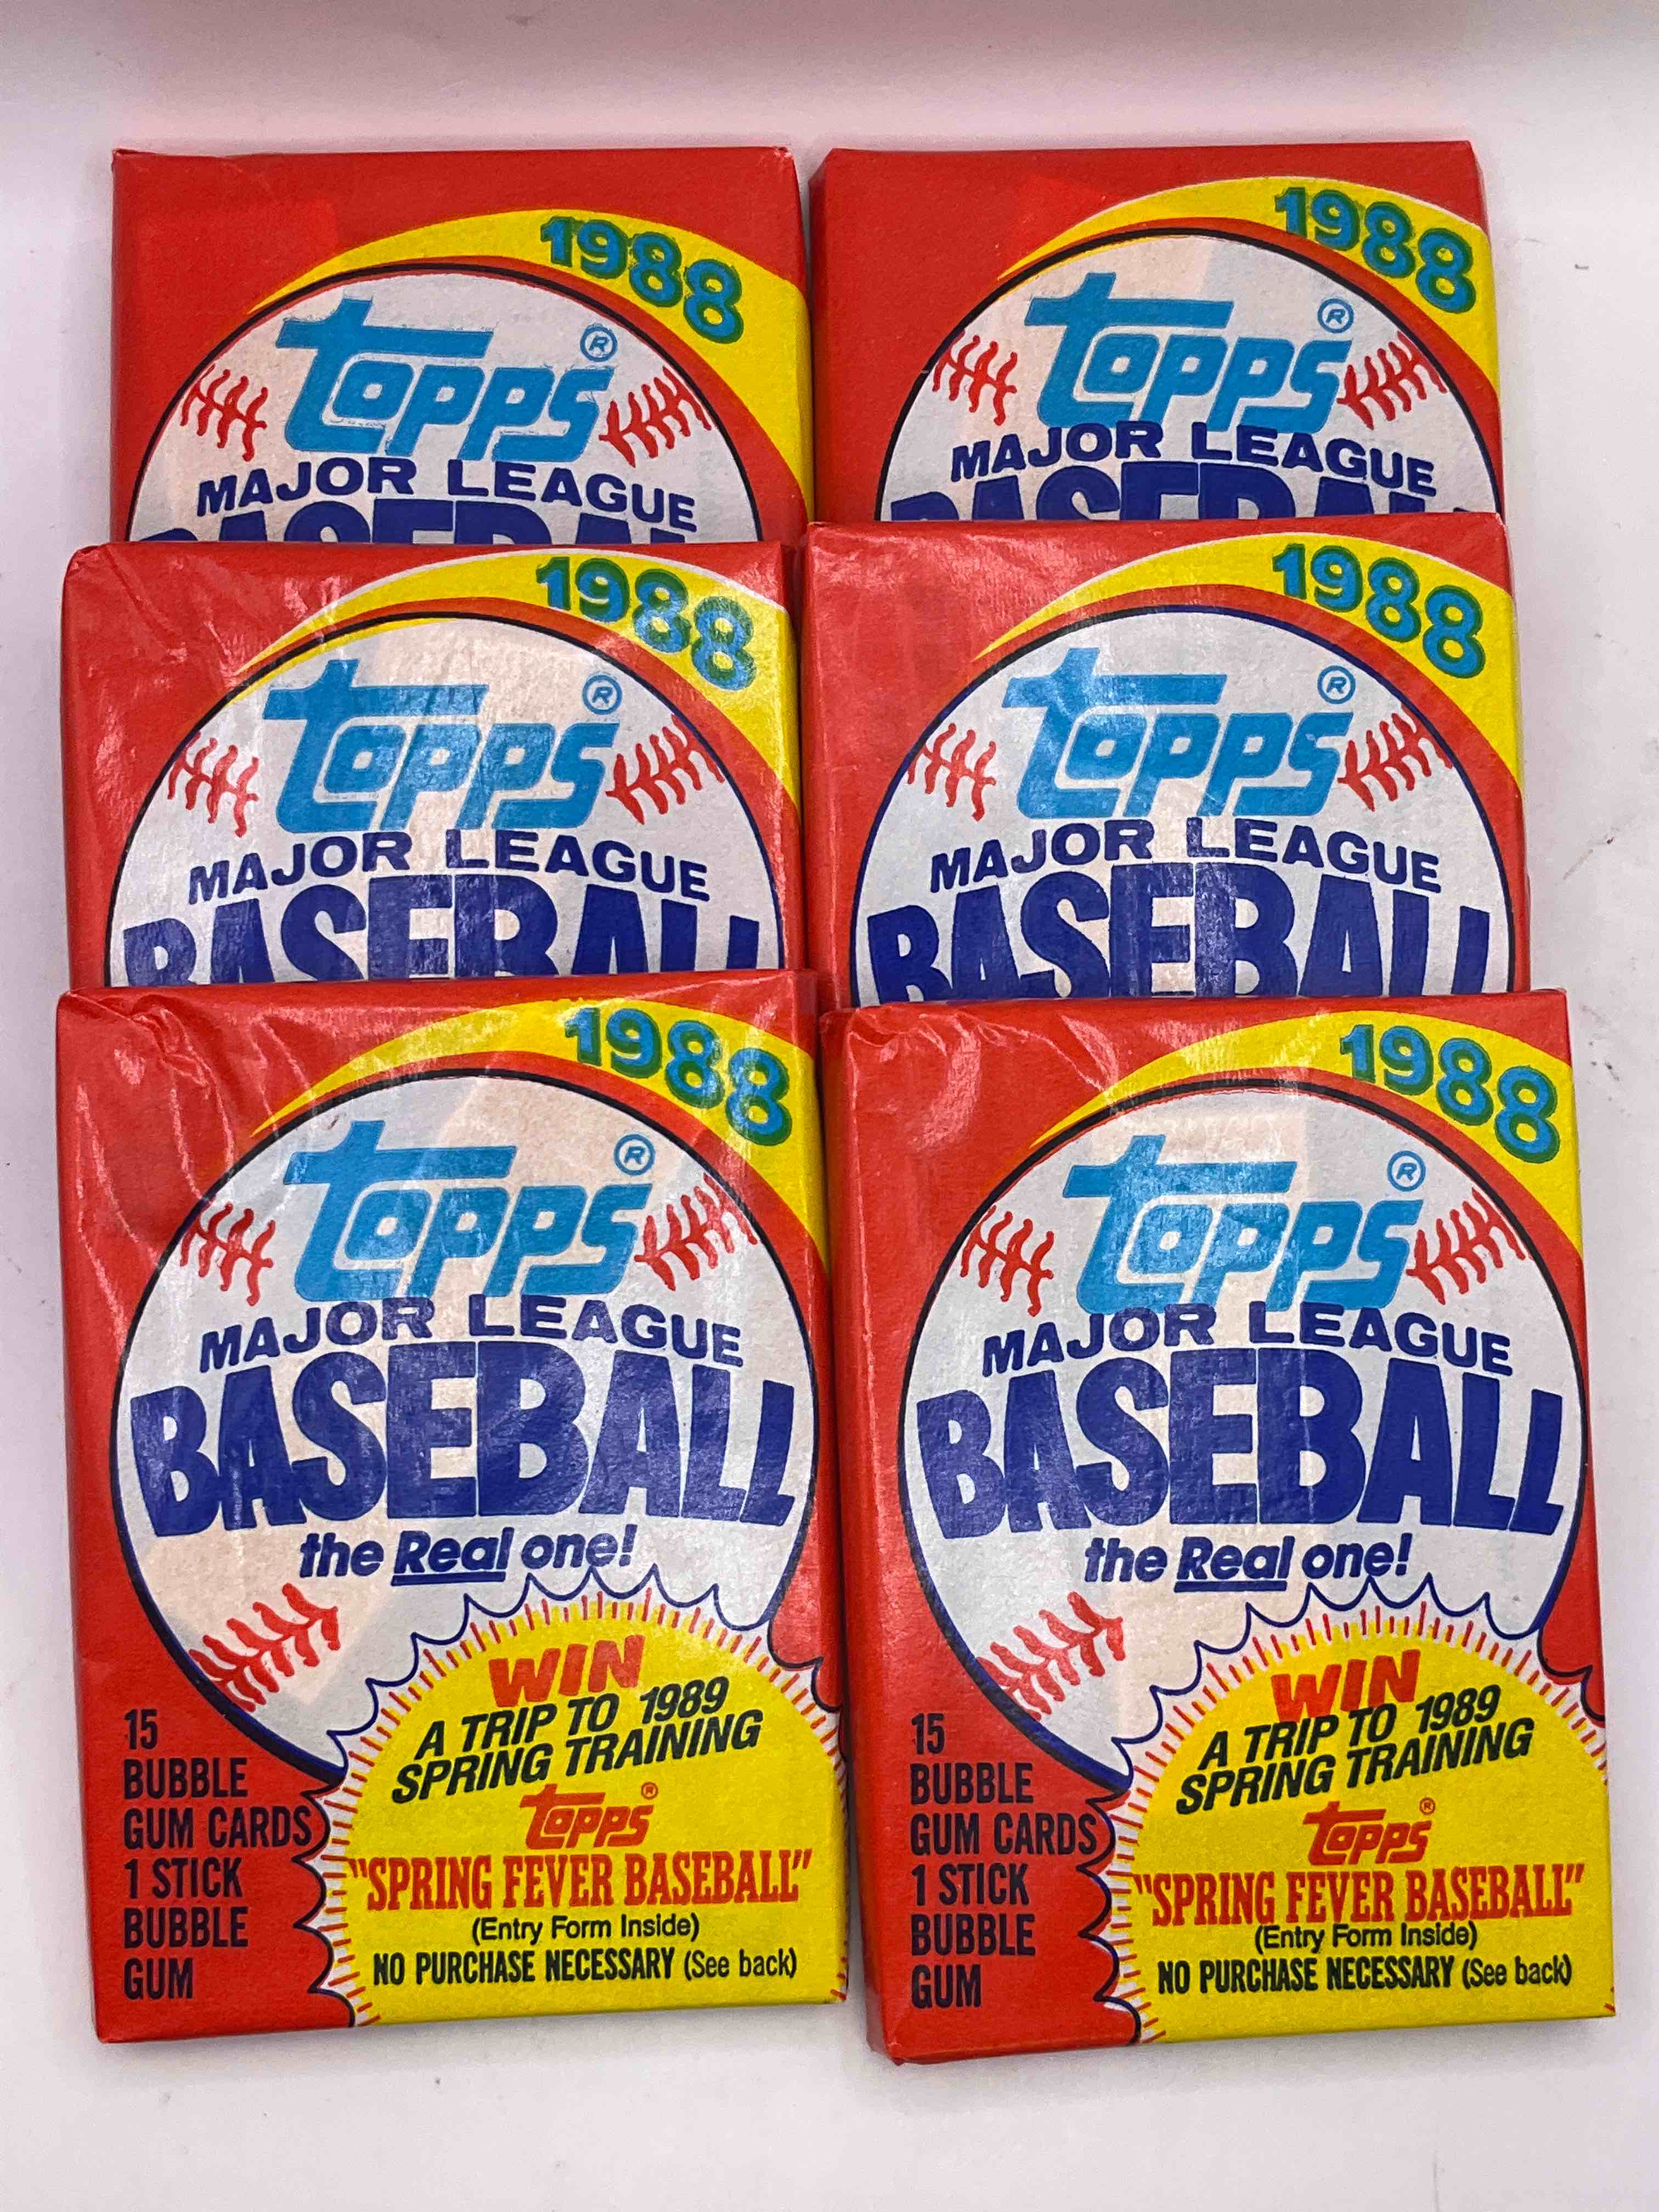 1988
topps®
MAJOR LEAGUE
BASEBALL
1988
topps®
MAJOR LEAGUE
BASEBALL
1988
topps®
MAJOR LEAGUE
BASEBALL
1988
topps®
MAJOR LEAGUE
BASEBALL
1988
topps®
MAJOR LEAGUE
BASEBALL
the Real one!
WIN
A TRIP TO 1989
SPRING TRAINING
topps®
"SPRING FEVER BASEBALL"
(Entry Form Inside)
NO PURCHASE NECESSARY (See back)
15
BUBBLE
GUM CARDS
1 STICK
BUBBLE
GUM
1988
topps®
MAJOR LEAGUE
BASEBALL
the Real one!
WIN
A TRIP TO 1989
SPRING TRAINING
topps®
"SPRING FEVER BASEBALL"
(Entry Form Inside)
NO PURCHASE NECESSARY (See back)
15
BUBBLE
GUM CARDS
1 STICK
BUBBLE
GUM